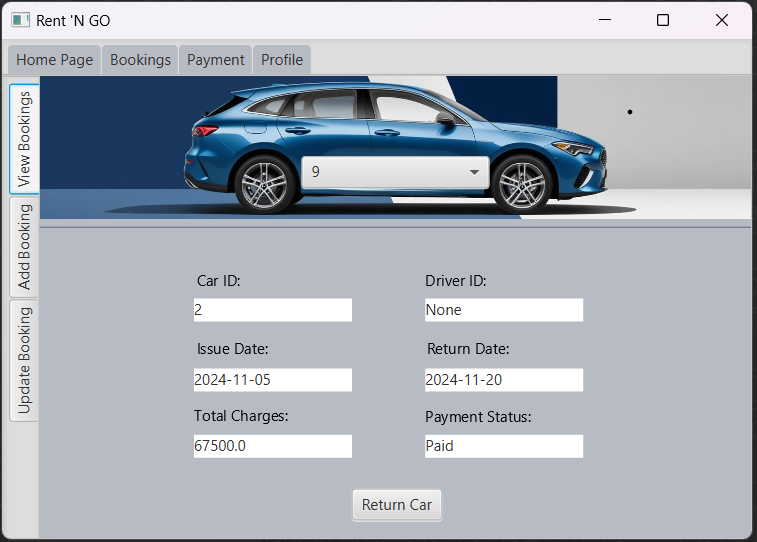 Rent 'N GO
Home Page Bookings Payment Profile
View Bookings
Add Booking
Update Booking
9
Car ID: Driver ID:
2 None
Issue Date: Return Date:
2024-11-05 2024-11-20
Total Charges: Payment Status:
67500.0 Paid
Return Car